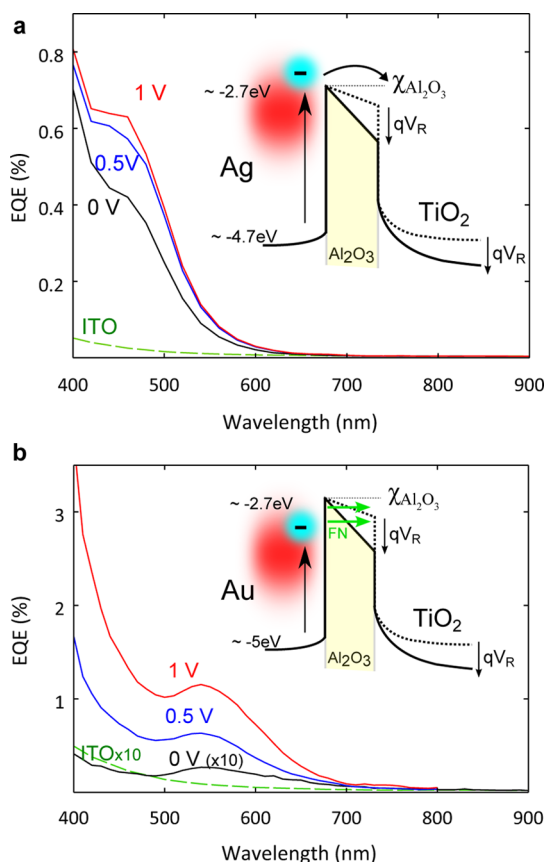 a
0.8
0.6
0.4
0.2
EQE (%)
1 V
0.5V
0 V
ITO
~ -2.7eV
-
χAl₂O₃
qVR
Ag
TiO₂
~ -4.7eV
Al₂O₃
qVR
400 500 600 700 800 900
Wavelength (nm)
b
3
2
1
EQE (%)
1 V
0.5 V
ITOx10
0 V (x10)
~ -2.7eV
-
χAl₂O₃
FN
qVR
Au
TiO₂
~ -5eV
Al₂O₃
qVR
400 500 600 700 800 900
Wavelength (nm)